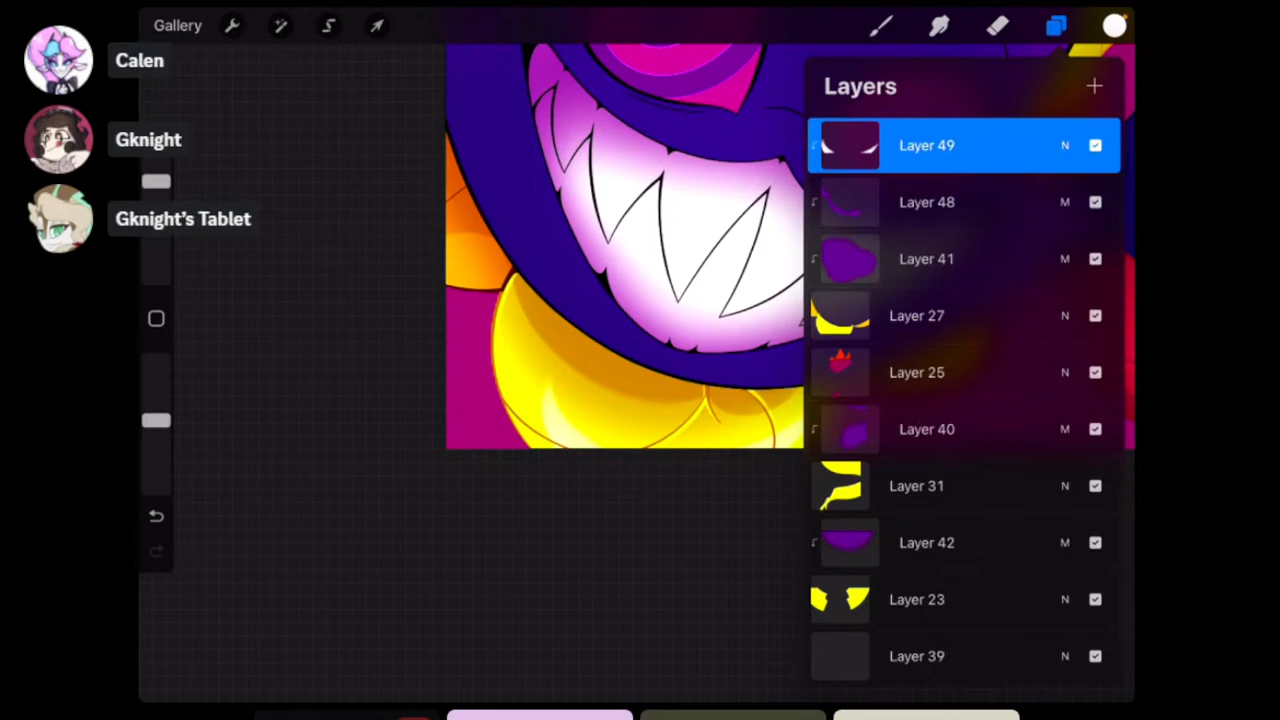 Gallery
Calen
Gknight
Gknight's Tablet
Layers
Layer 49 N
Layer 48 M
Layer 41 M
Layer 27 N
Layer 25 N
Layer 40 M
Layer 31 N
Layer 42 M
Layer 23 N
Layer 39 N